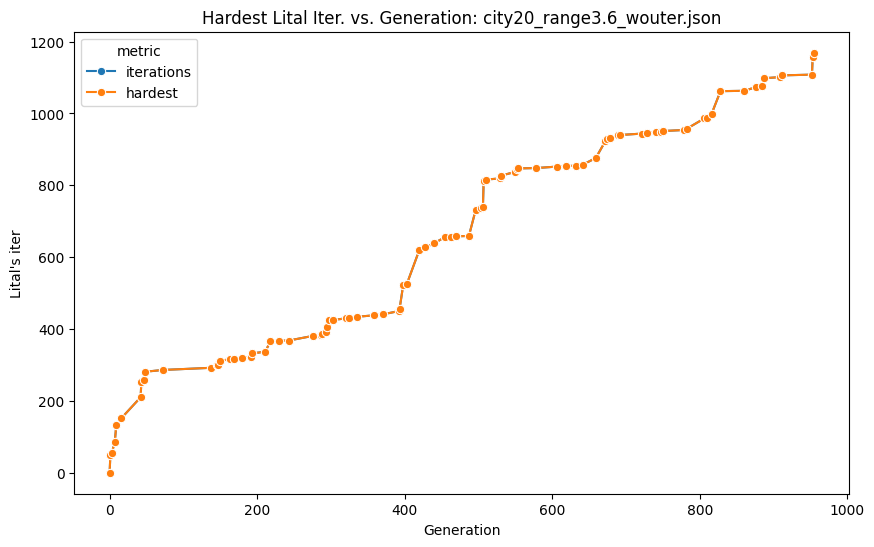 Hardest Lital Iter. vs. Generation: city20_range3.6_wouter.json
metric
iterations
hardest
1200
1000
800
600
400
200
0
Lital's iter
0 200 400 600 800 1000
Generation